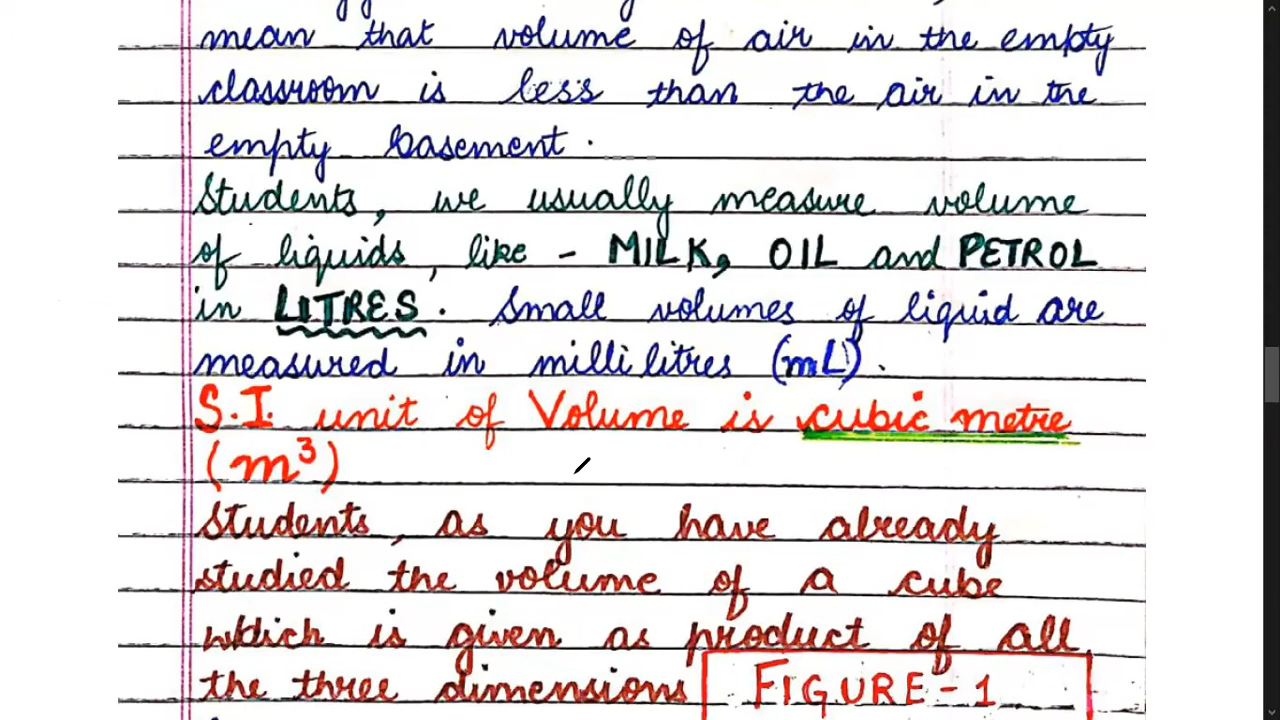 mean that volume of air in the empty
classroom is less than the air in the
empty basement.
Students, we usually measure volume
of liquids, like - MILK, OIL and PETROL
in LITRES. Small volumes of liquid are
measured in milli litres (mL).
S.I. unit of Volume is cubic metre
(m³)
Students, as you have already
studied the volume of a cube
which is given as product of all
the three dimensions
FIGURE-1